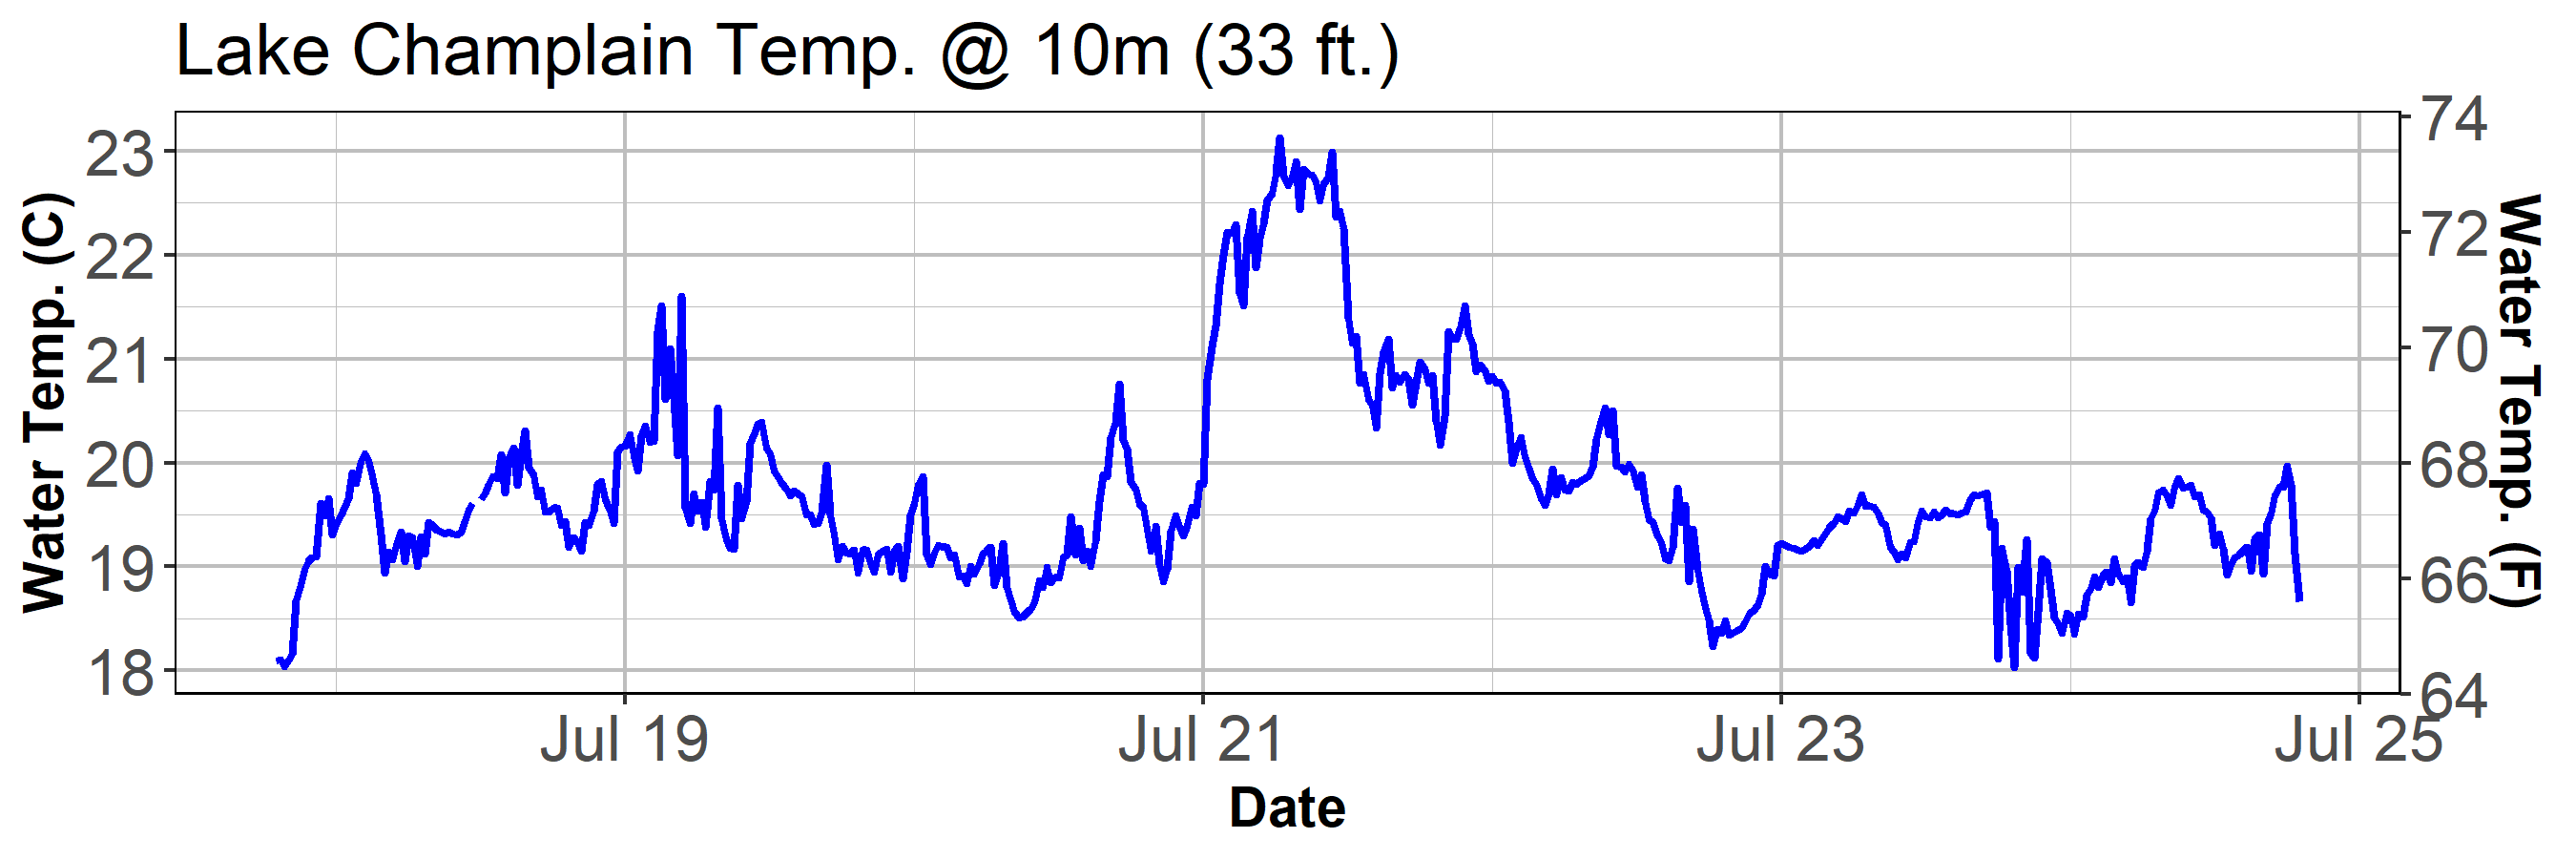 Lake Champlain Temp. @ 10m (33 ft.)
Water Temp. (C)
23
22
21
20
19
18
74
72
70
68
66
64
Water Temp. (F)
Jul 19
Jul 21
Jul 23
Jul 25
Date